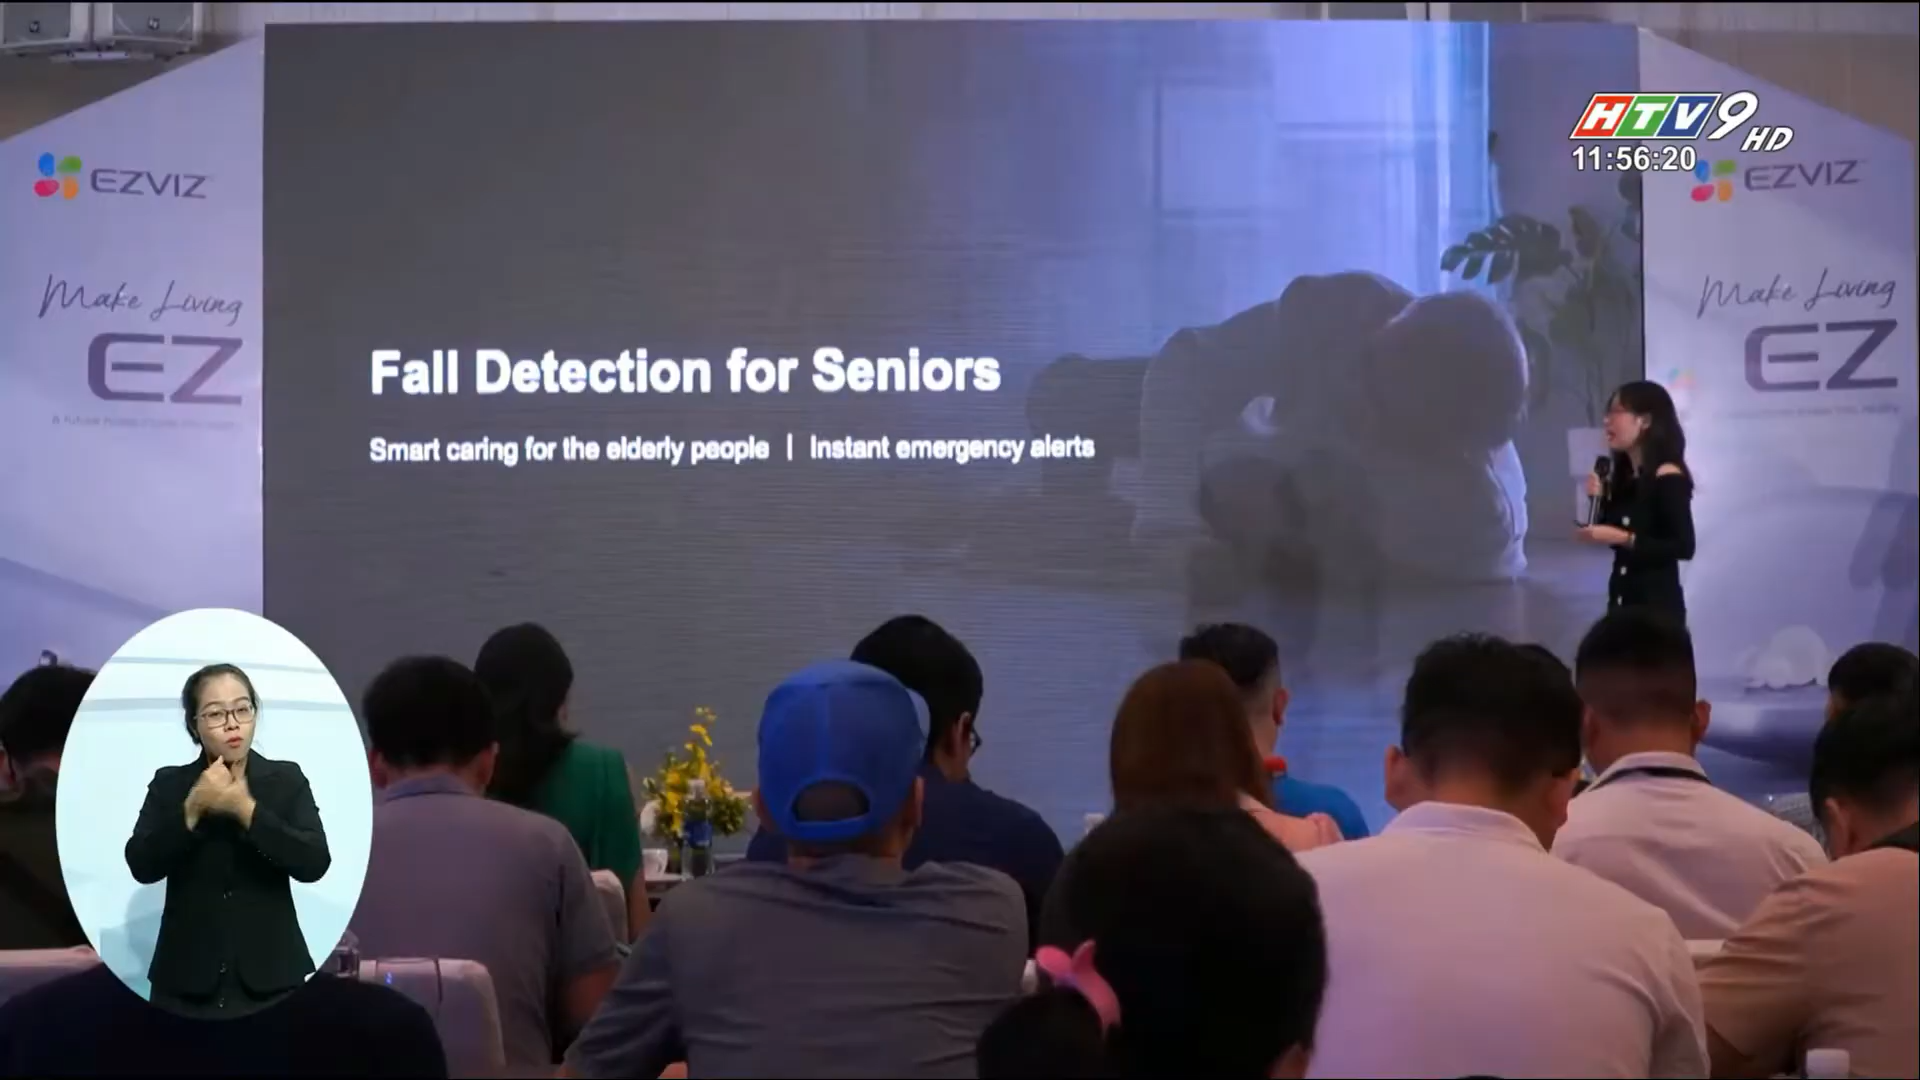 HTV9 HD
11:56:20
EZVIZ
EZVIZ
Make Living
EZ
Make Living
EZ
Fall Detection for Seniors
Smart caring for the elderly people | Instant emergency alerts